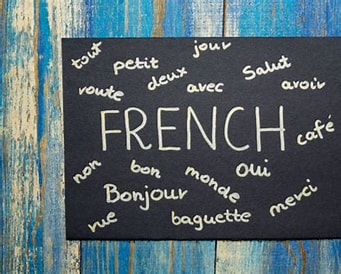 jour
tout
petit
deux
Salut
route
avec
avoir
FRENCH
café
non
bon
monde
Oui
Bonjour
merci
rue
baguette